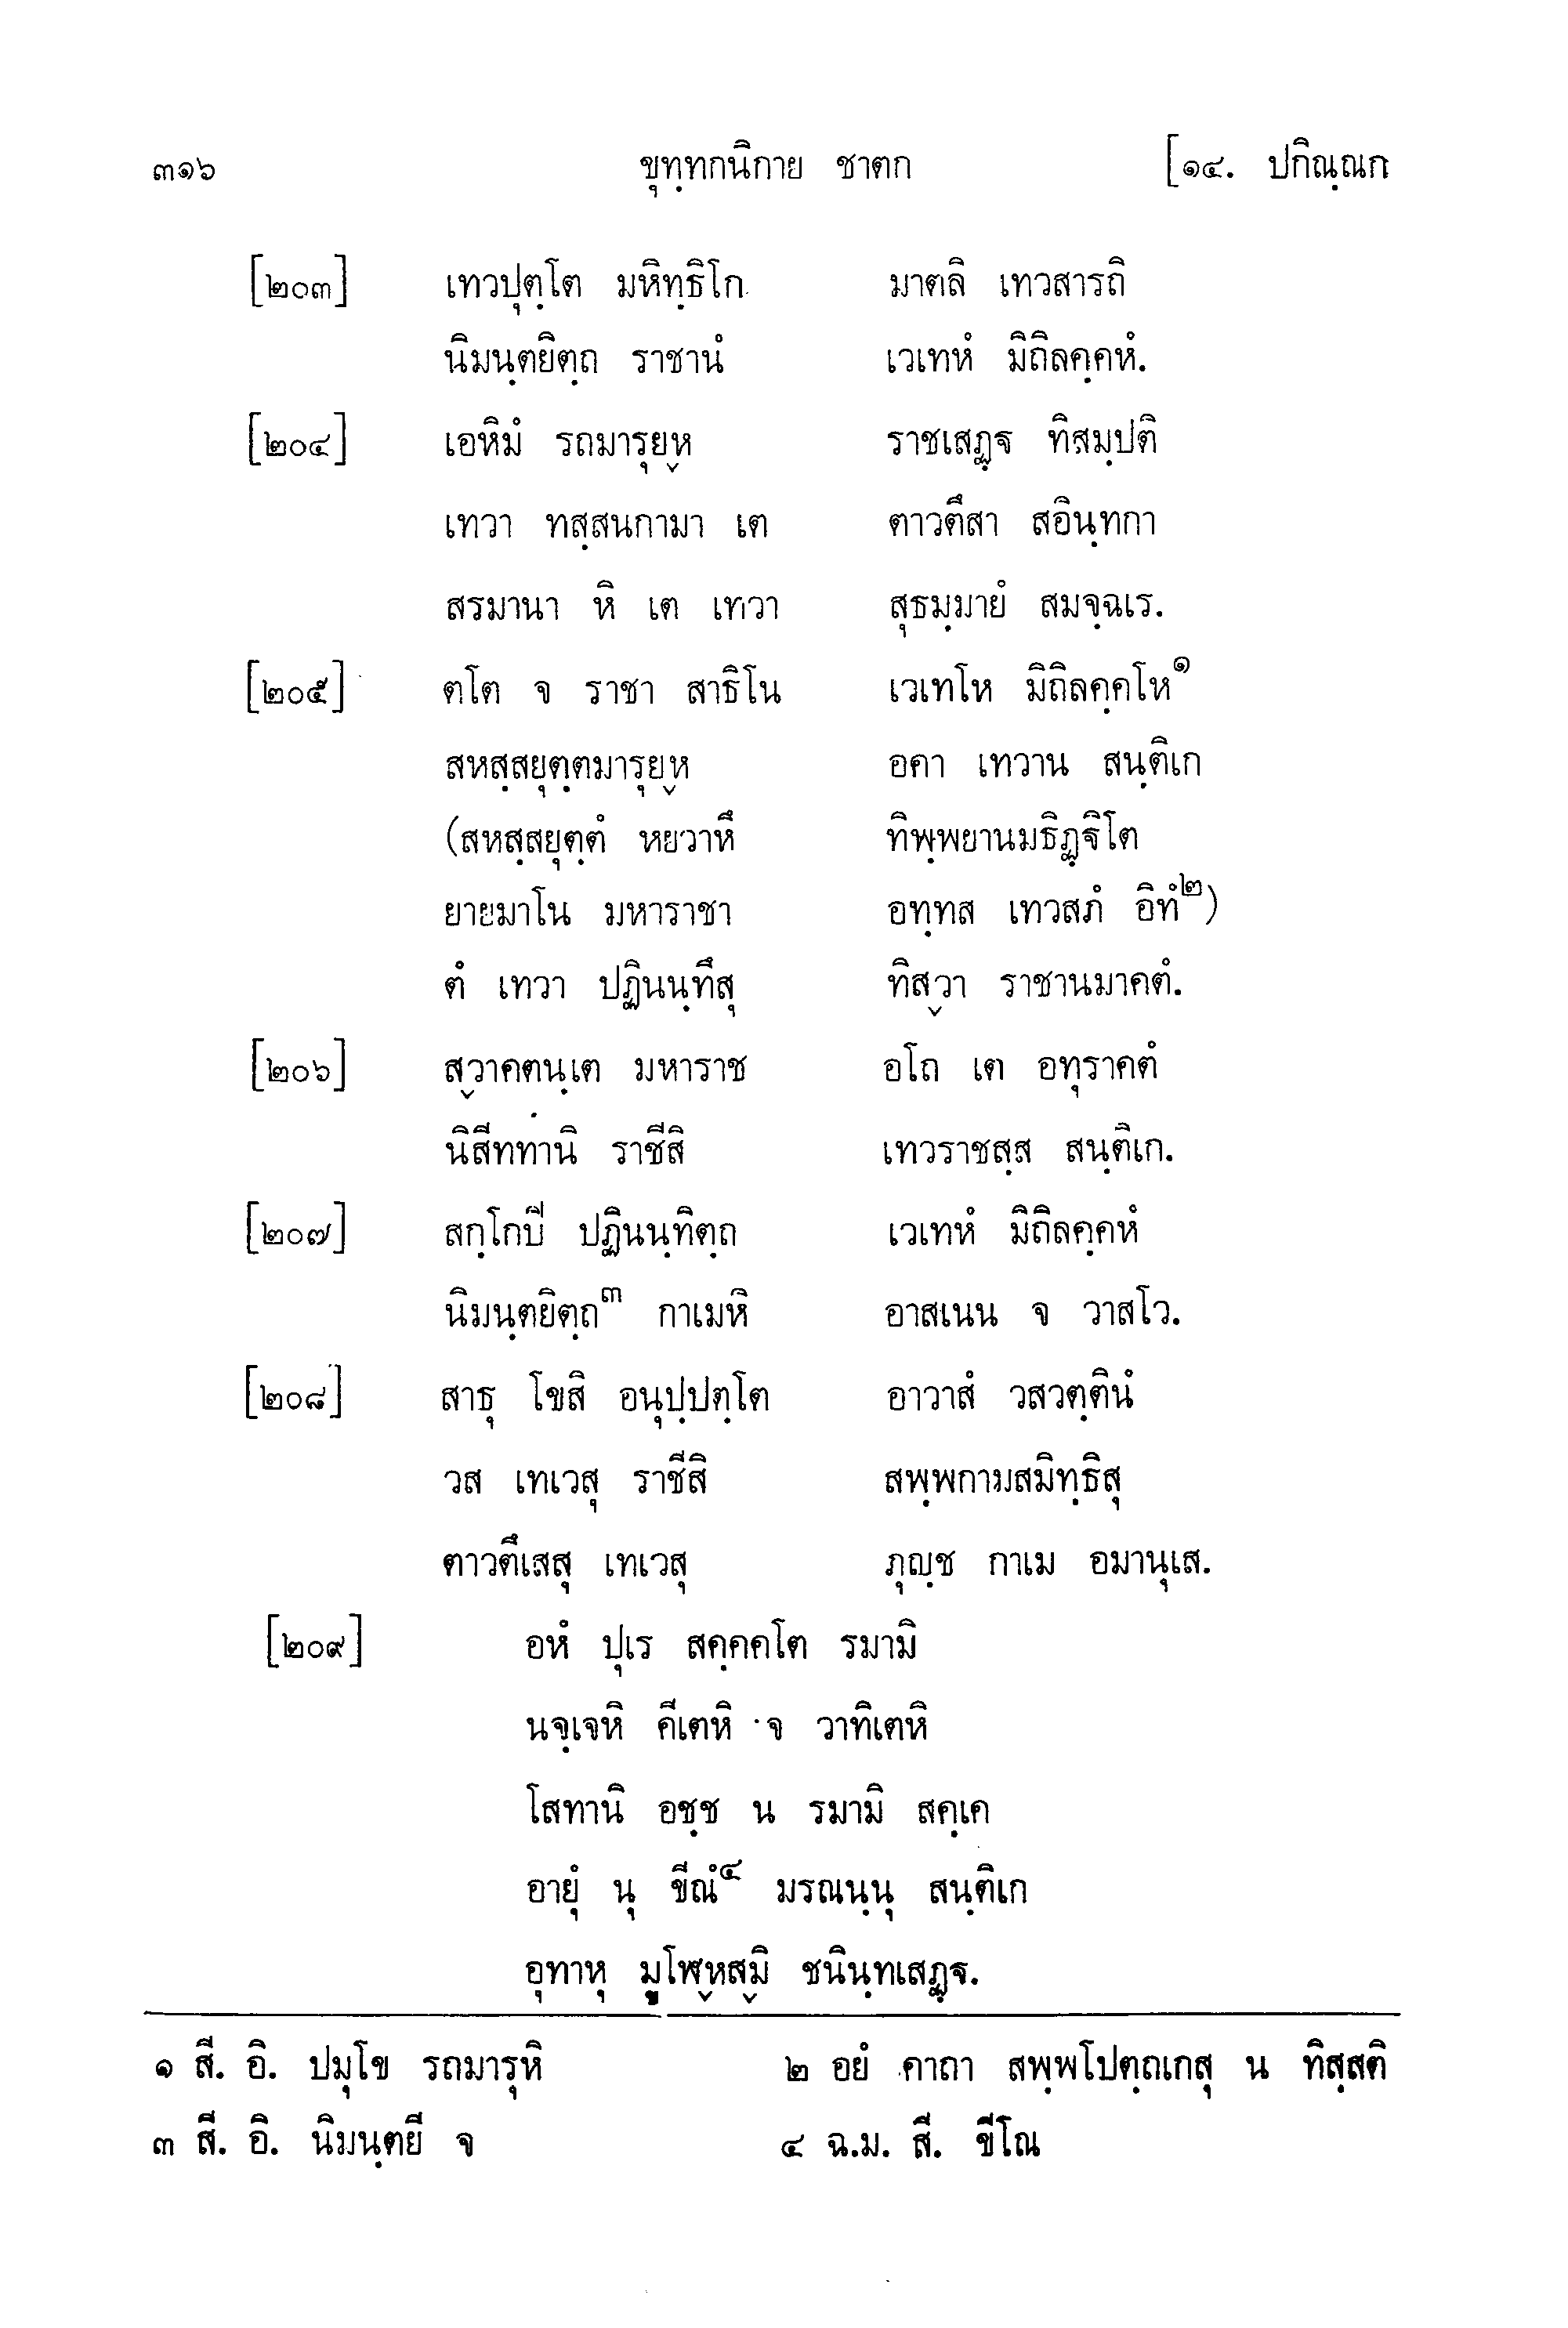 ๓๑๖ ขุทฺทกนิกาย ชาตก [๑๔. ปกิณฺณก
[๒๐๓] เทวปุตฺโต มหิทฺธิโก มาตลิ เทวสารถิ
นิมนฺตยิตฺถ ราชานํ เวเทหํ มิถิลคฺคหํ.
[๒๐๔] เอหิมํ รถมารุยฺห ราชเสฏฺฐ ทิสมฺปติ
เทวา ทสฺสนกามา เต ตาวตึสา สอินฺทกา
สรมานา หิ เต เทวา สุธมฺมายํ สมจฺฉเร.
[๒๐๕] ตโต จ ราชา สาธิโน เวเทโห มิถิลคฺคโห๑
สหสฺสยุตฺตมารุยฺห อคา เทวาน สนฺติเก
(สหสฺสยุตฺตํ หยวาหึ ทิพฺพยานมธิฏฺฐิโต
ยายมาโน มหาราชา อทฺทส เทวสภํ อิทํ๒)
ตํ เทวา ปฏินนฺทึสุ ทิสฺวา ราชานมาคตํ.
[๒๐๖] สฺวาคตนฺเต มหาราช อโถ เต อทุราคตํ
นิสีททานิ ราชีสิ เทวราชสฺส สนฺติเก.
[๒๐๗] สกฺโกปิ ปฏินนฺทิตฺถ เวเทหํ มิถิลคฺคหํ
นิมนฺตยิตฺถ๓ กาเมหิ อาสเนน จ วาสโว.
[๒๐๘] สาธุ โขสิ อนุปฺปตฺโต อาวาสํ วสวตฺตินํ
วส เทเวสุ ราชีสิ สพฺพกามสมิทฺธิสุ
ตาวตึเสสุ เทเวสุ ภุญฺช กาเม อมานุเส.
[๒๐๙] อหํ ปุเร สคฺคคโต รมามิ
นจฺเจหิ คีเตหิ จ วาทิเตหิ
โสทานิ อชฺช น รมามิ สคฺเค
อายุํ นุ ขีณํ๔ มรณนฺนุ สนฺติเก
อุทาหุ มูโฬฺหสฺมิ ชนินฺทเสฏฺฐ.
๑ สี. อิ. ปมุโข รถมารุหิ ๒ อยํ คาถา สพฺพโปตฺถเกสุ น ทิสฺสติ
๓ สี. อิ. นิมนฺตยี จ ๔ ฉ.ม. สี. ขีโณ